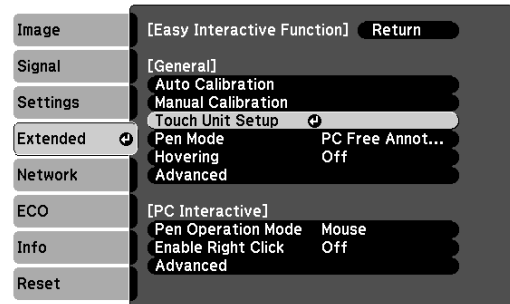 Image
Signal
Settings
Extended
Network
ECO
Info
Reset
[Easy Interactive Function] Return
[General]
Auto Calibration
Manual Calibration
Touch Unit Setup
Pen Mode PC Free Annot...
Hovering Off
Advanced
[PC Interactive]
Pen Operation Mode Mouse
Enable Right Click Off
Advanced